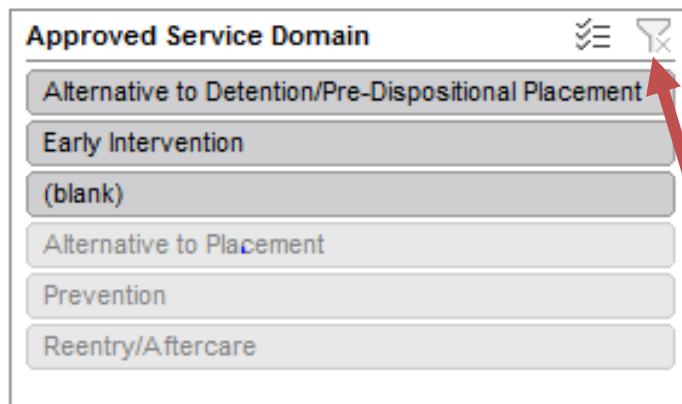 Approved Service Domain
Alternative to Detention/Pre-Dispositional Placement
Early Intervention
(blank)
Alternative to Placement
Prevention
Reentry/Aftercare